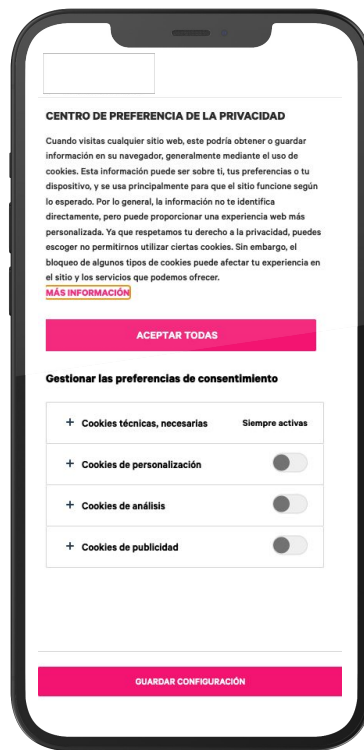 CENTRO DE PREFERENCIA DE LA PRIVACIDAD
Cuando visitas cualquier sitio web, este podría obtener o guardar
información en su navegador, generalmente mediante el uso de
cookies. Esta información puede ser sobre ti, tus preferencias o tu
dispositivo, y se usa principalmente para que el sitio funcione según
lo esperado. Por lo general, la información no te identifica
directamente, pero puede proporcionar una experiencia web más
personalizada. Ya que respetamos tu derecho a la privacidad, puedes
escoger no permitirnos utilizar ciertas cookies. Sin embargo, el
bloqueo de algunos tipos de cookies puede afectar tu experiencia en
el sitio y los servicios que podemos ofrecer.
MÁS INFORMACIÓN
ACEPTAR TODAS
Gestionar las preferencias de consentimiento
+ Cookies técnicas, necesarias Siempre activas
+ Cookies de personalización
+ Cookies de análisis
+ Cookies de publicidad
GUARDAR CONFIGURACIÓN